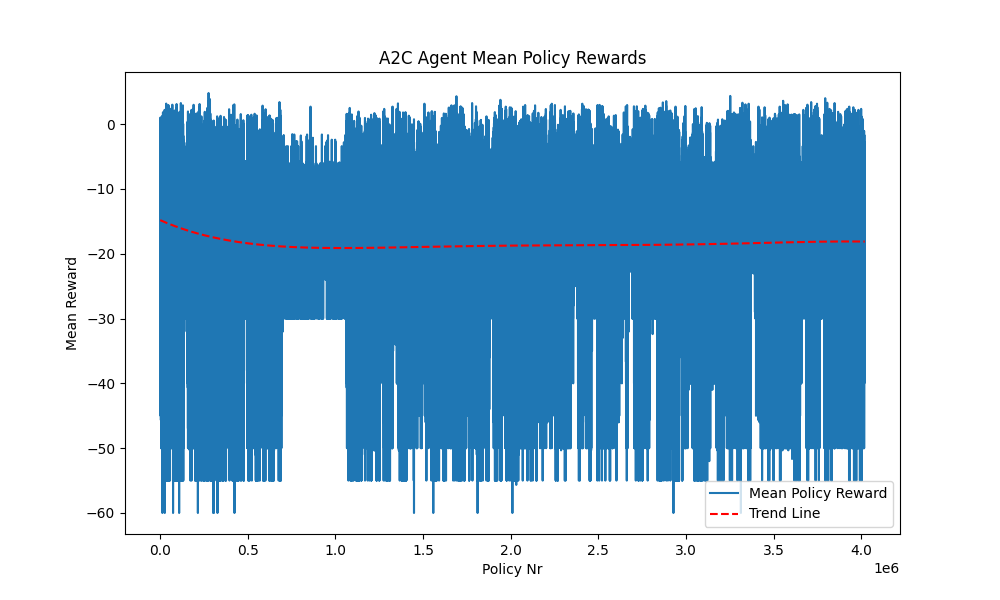 A2C Agent Mean Policy Rewards
Mean Reward
0
−10
−20
−30
−40
−50
−60
0.0 0.5 1.0 1.5 2.0 2.5 3.0 3.5 4.0
1e6
Policy Nr
Mean Policy Reward
Trend Line